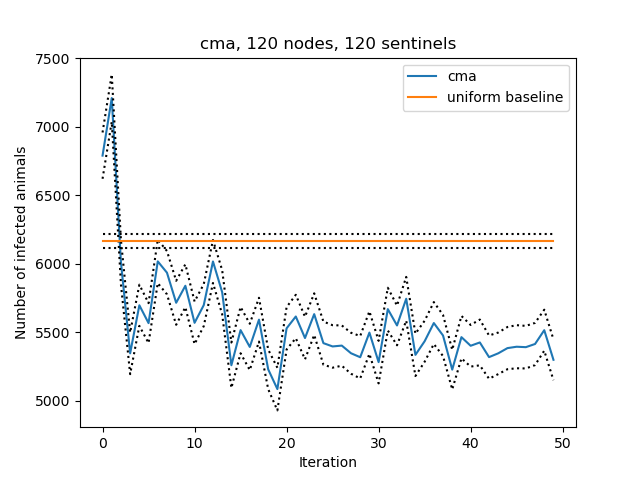 cma, 120 nodes, 120 sentinels
cma
uniform baseline
Number of infected animals
7500
7000
6500
6000
5500
5000
0 10 20 30 40 50
Iteration